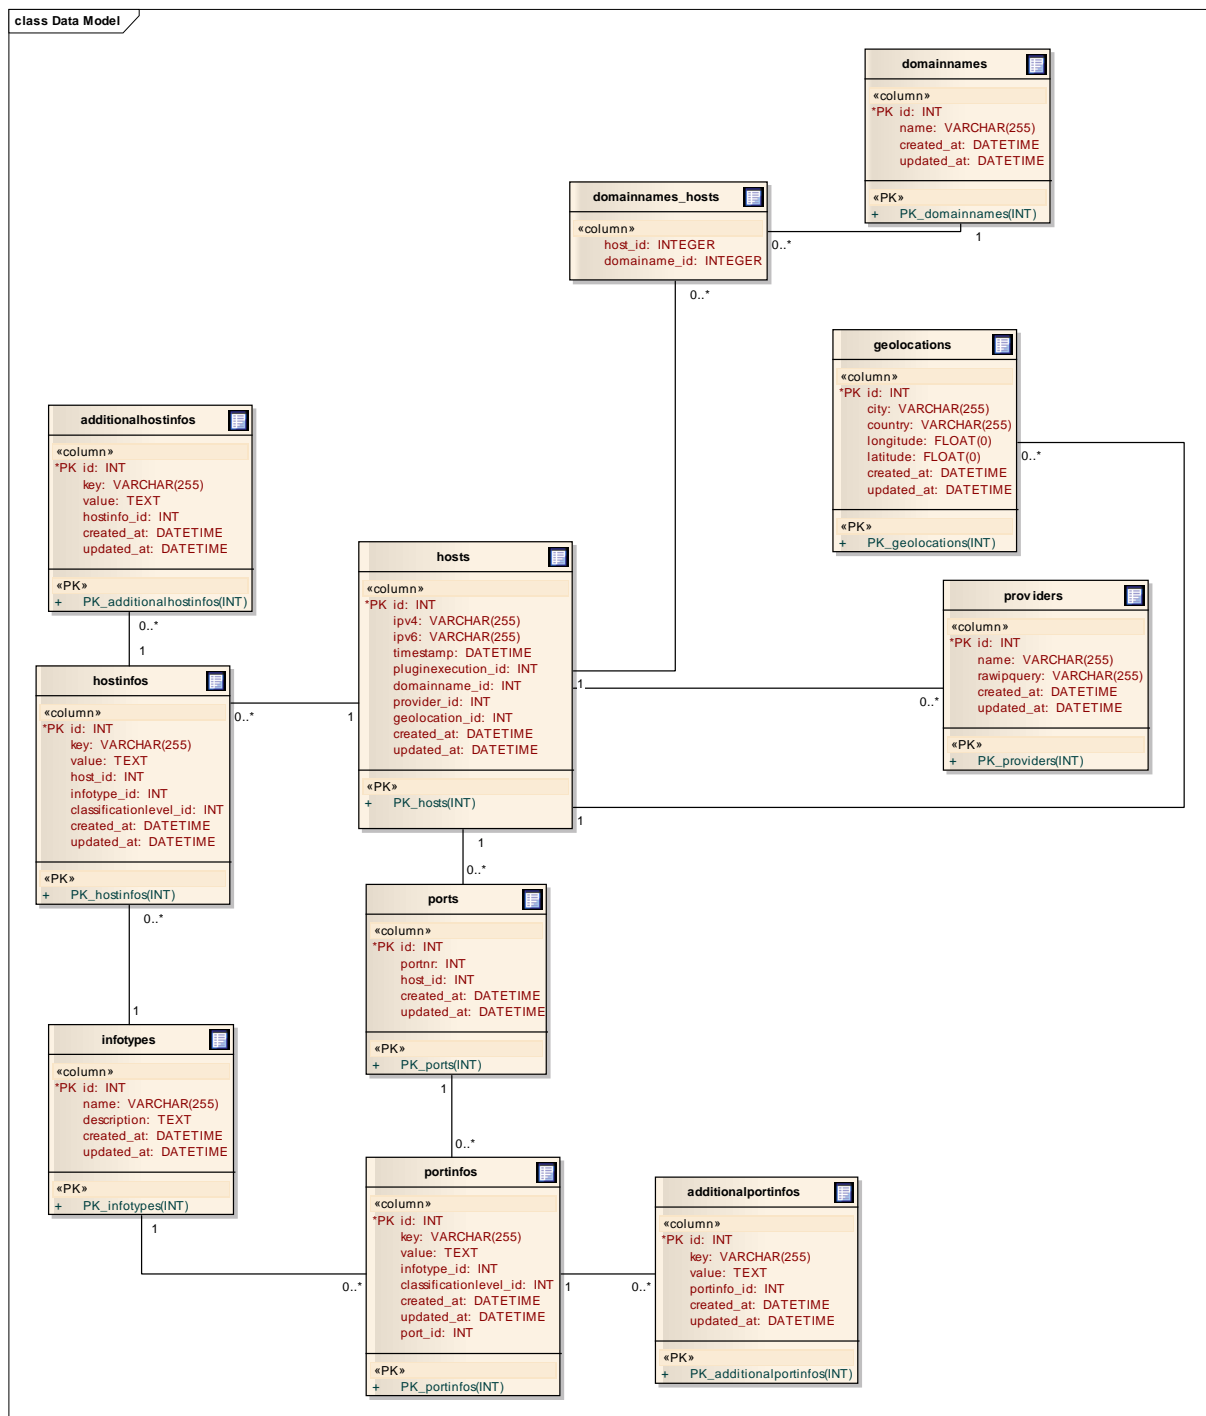 class Data Model
domainnames
«column»
*PK id: INT
name: VARCHAR(255)
created_at: DATETIME
updated_at: DATETIME
«PK»
+ PK_domainnames(INT)
1
domainnames_hosts
«column»
host_id: INTEGER
domainame_id: INTEGER
0..*
0..*
geolocations
«column»
*PK id: INT
city: VARCHAR(255)
country: VARCHAR(255)
longitude: FLOAT(0)
latitude: FLOAT(0)
created_at: DATETIME
updated_at: DATETIME
«PK»
+ PK_geolocations(INT)
0..*
additionalhostinfos
«column»
*PK id: INT
key: VARCHAR(255)
value: TEXT
hostinfo_id: INT
created_at: DATETIME
updated_at: DATETIME
«PK»
+ PK_additionalhostinfos(INT)
0..*
1
hosts
«column»
*PK id: INT
ipv4: VARCHAR(255)
ipv6: VARCHAR(255)
timestamp: DATETIME
pluginexecution_id: INT
domainname_id: INT
provider_id: INT
geolocation_id: INT
created_at: DATETIME
updated_at: DATETIME
«PK»
+ PK_hosts(INT)
1
1
1
1
providers
«column»
*PK id: INT
name: VARCHAR(255)
rawipquery: VARCHAR(255)
created_at: DATETIME
updated_at: DATETIME
«PK»
+ PK_providers(INT)
0..*
hostinfos
«column»
*PK id: INT
key: VARCHAR(255)
value: TEXT
host_id: INT
infotype_id: INT
classificationlevel_id: INT
created_at: DATETIME
updated_at: DATETIME
«PK»
+ PK_hostinfos(INT)
0..*
0..*
1
0..*
ports
«column»
*PK id: INT
portnr: INT
host_id: INT
created_at: DATETIME
updated_at: DATETIME
«PK»
+ PK_ports(INT)
1
0..*
infotypes
«column»
*PK id: INT
name: VARCHAR(255)
description: TEXT
created_at: DATETIME
updated_at: DATETIME
«PK»
+ PK_infotypes(INT)
1
0..*
portinfos
«column»
*PK id: INT
key: VARCHAR(255)
value: TEXT
infotype_id: INT
classificationlevel_id: INT
created_at: DATETIME
updated_at: DATETIME
port_id: INT
«PK»
+ PK_portinfos(INT)
1
0..*
additionalportinfos
«column»
*PK id: INT
key: VARCHAR(255)
value: TEXT
portinfo_id: INT
created_at: DATETIME
updated_at: DATETIME
«PK»
+ PK_additionalportinfos(INT)